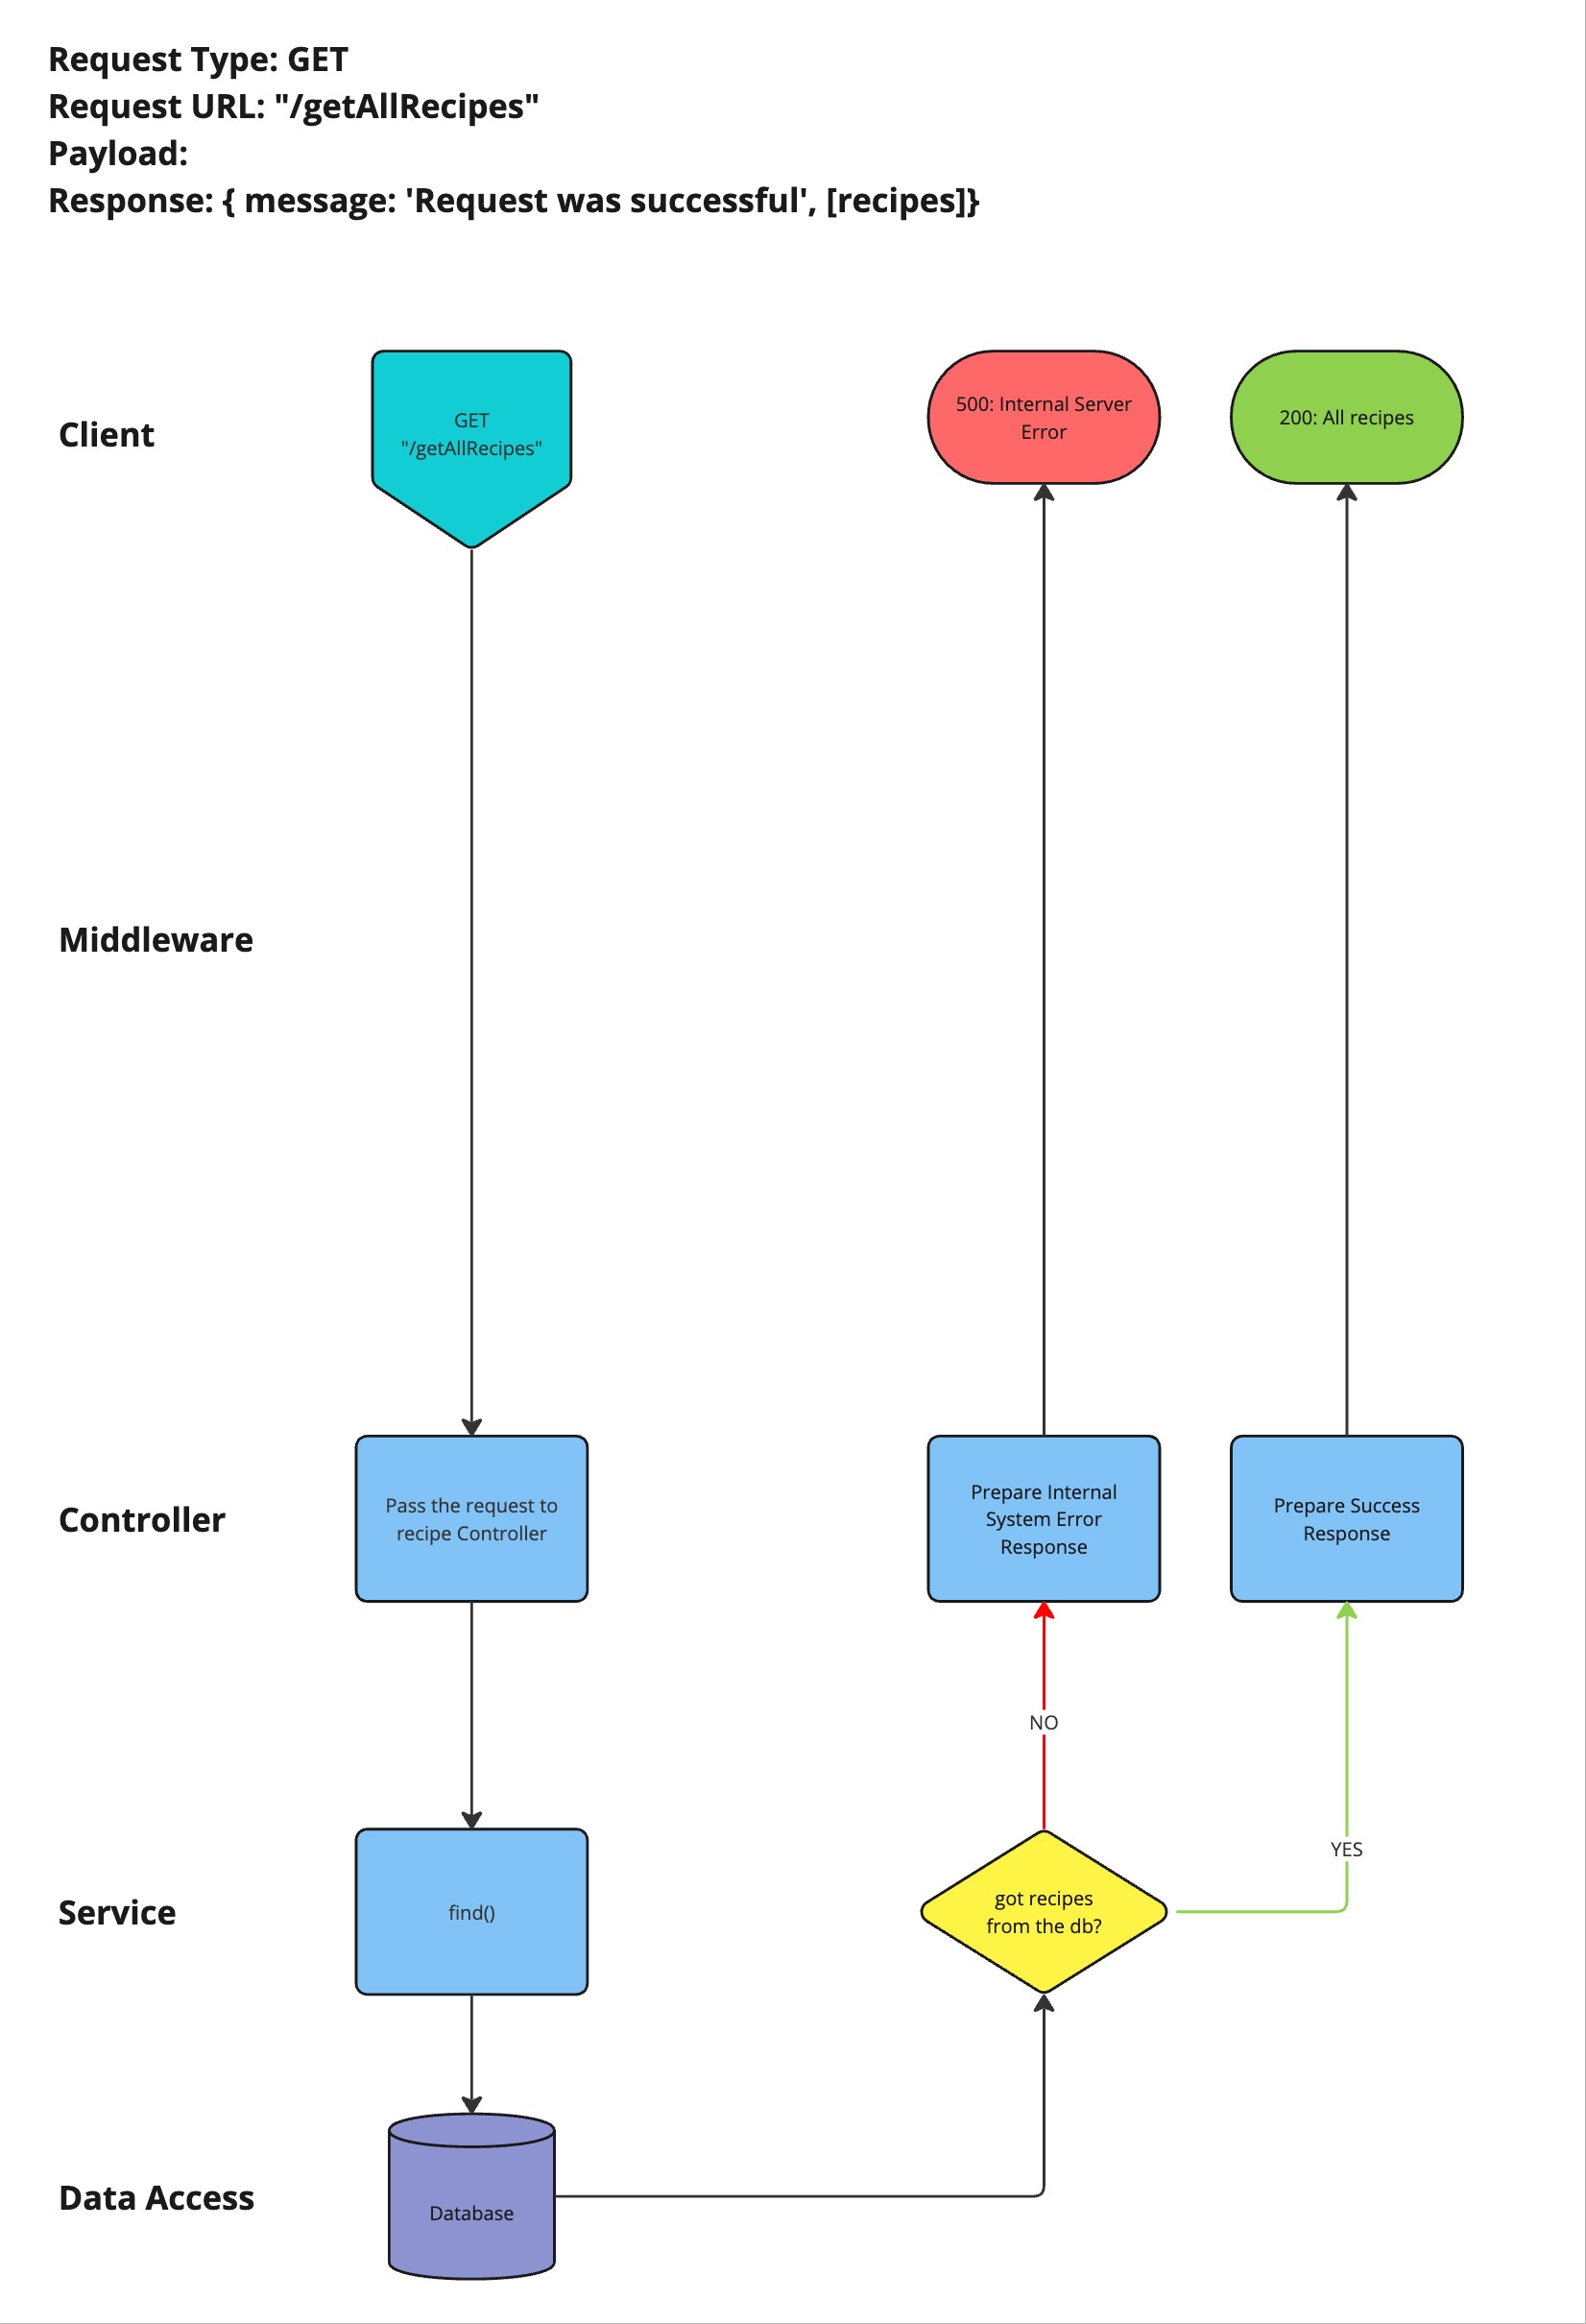 Request Type: GET
Request URL: "/getAllRecipes"
Payload:
Response: { message: 'Request was successful', [recipes]}
Client
GET
"/getAllRecipes"
500: Internal Server
Error
200: All recipes
Middleware
Controller
Pass the request to
recipe Controller
Prepare Internal
System Error
Response
Prepare Success
Response
NO
YES
Service
find()
got recipes
from the db?
Data Access
Database